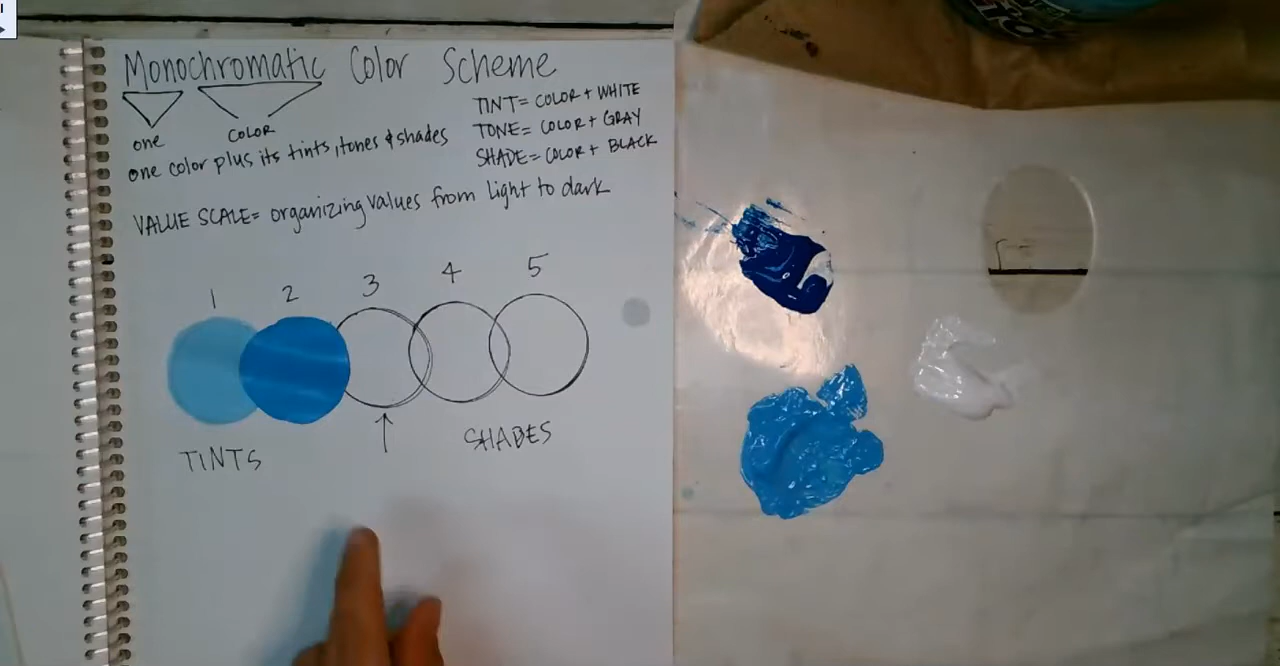 Monochromatic Color Scheme
one
COLOR
one color plus its tints, tones & shades
TINT= COLOR + WHITE
TONE= COLOR + GRAY
SHADE= COLOR + BLACK
VALUE SCALE= organizing values from light to dark
1 2 3 4 5
TINTS
SHADES